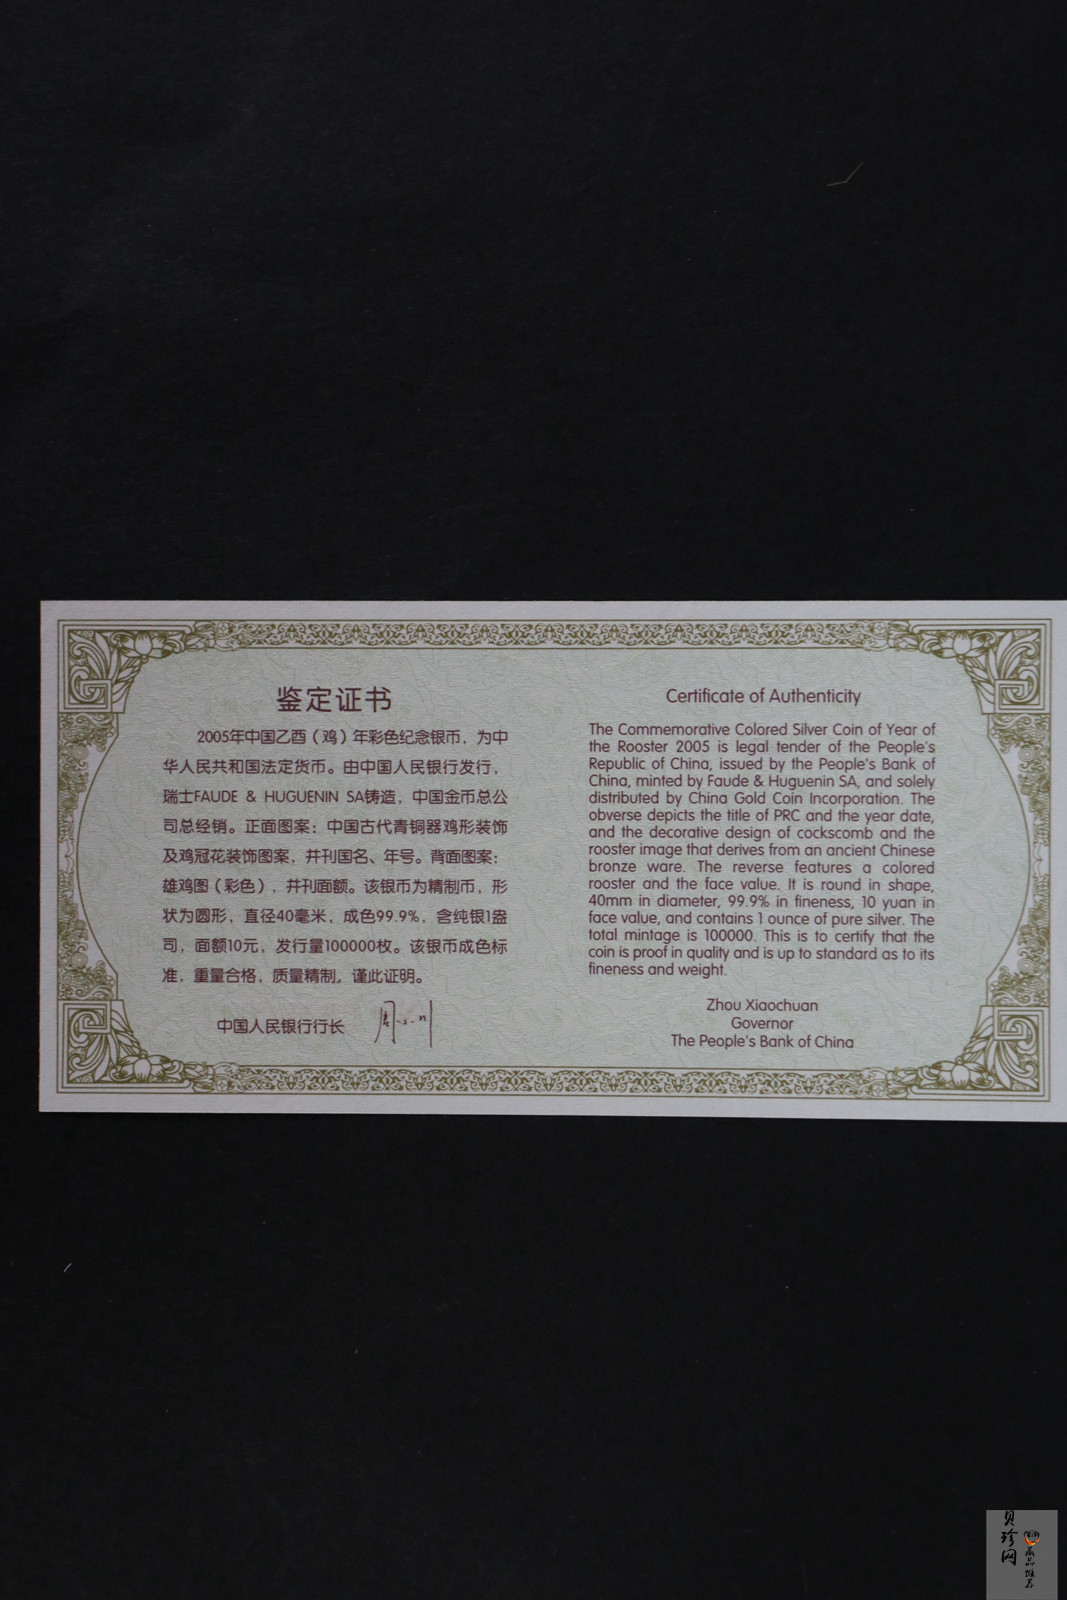 鉴定证书
2005年中国乙酉（鸡）年彩色纪念银币，为中
华人民共和国法定货币。由中国人民银行发行，
瑞士FAUDE & HUGUENIN SA铸造，中国金币总公
司总经销。正面图案：中国古代青铜器鸡形装饰
及鸡冠花装饰图案，并刊国名、年号。背面图案：
雄鸡图（彩色），并刊面额。该银币为精制币，形
状为圆形，直径40毫米，成色99.9%，含纯银1盎
司，面额10元，发行量100000枚。该银币成色标
准，重量合格，质量精制。谨此证明。
中国人民银行行长
Certificate of Authenticity
The Commemorative Colored Silver Coin of Year of
the Rooster 2005 is legal tender of the People's
Republic of China, issued by the People's Bank of
China, minted by Faude & Huguenin SA, and solely
distributed by China Gold Coin Incorporation. The
obverse depicts the title of PRC and the year date,
and the decorative design of cockscomb and the
rooster image that derives from an ancient Chinese
bronze ware. The reverse features a colored
rooster and the face value. It is round in shape,
40mm in diameter, 99.9% in fineness, 10 yuan in
face value, and contains 1 ounce of pure silver. The
total mintage is 100000. This is to certify that the
coin is proof in quality and is up to standard as to its
fineness and weight.
Zhou Xiaochuan
Governor
The People's Bank of China
贝珍网